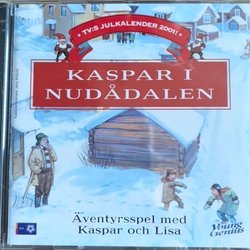 TV:S JULKALENDER 2001!
KASPAR I
NUDÅDALEN
Äventyrsspel med
Kaspar och Lisa
Young
Genius